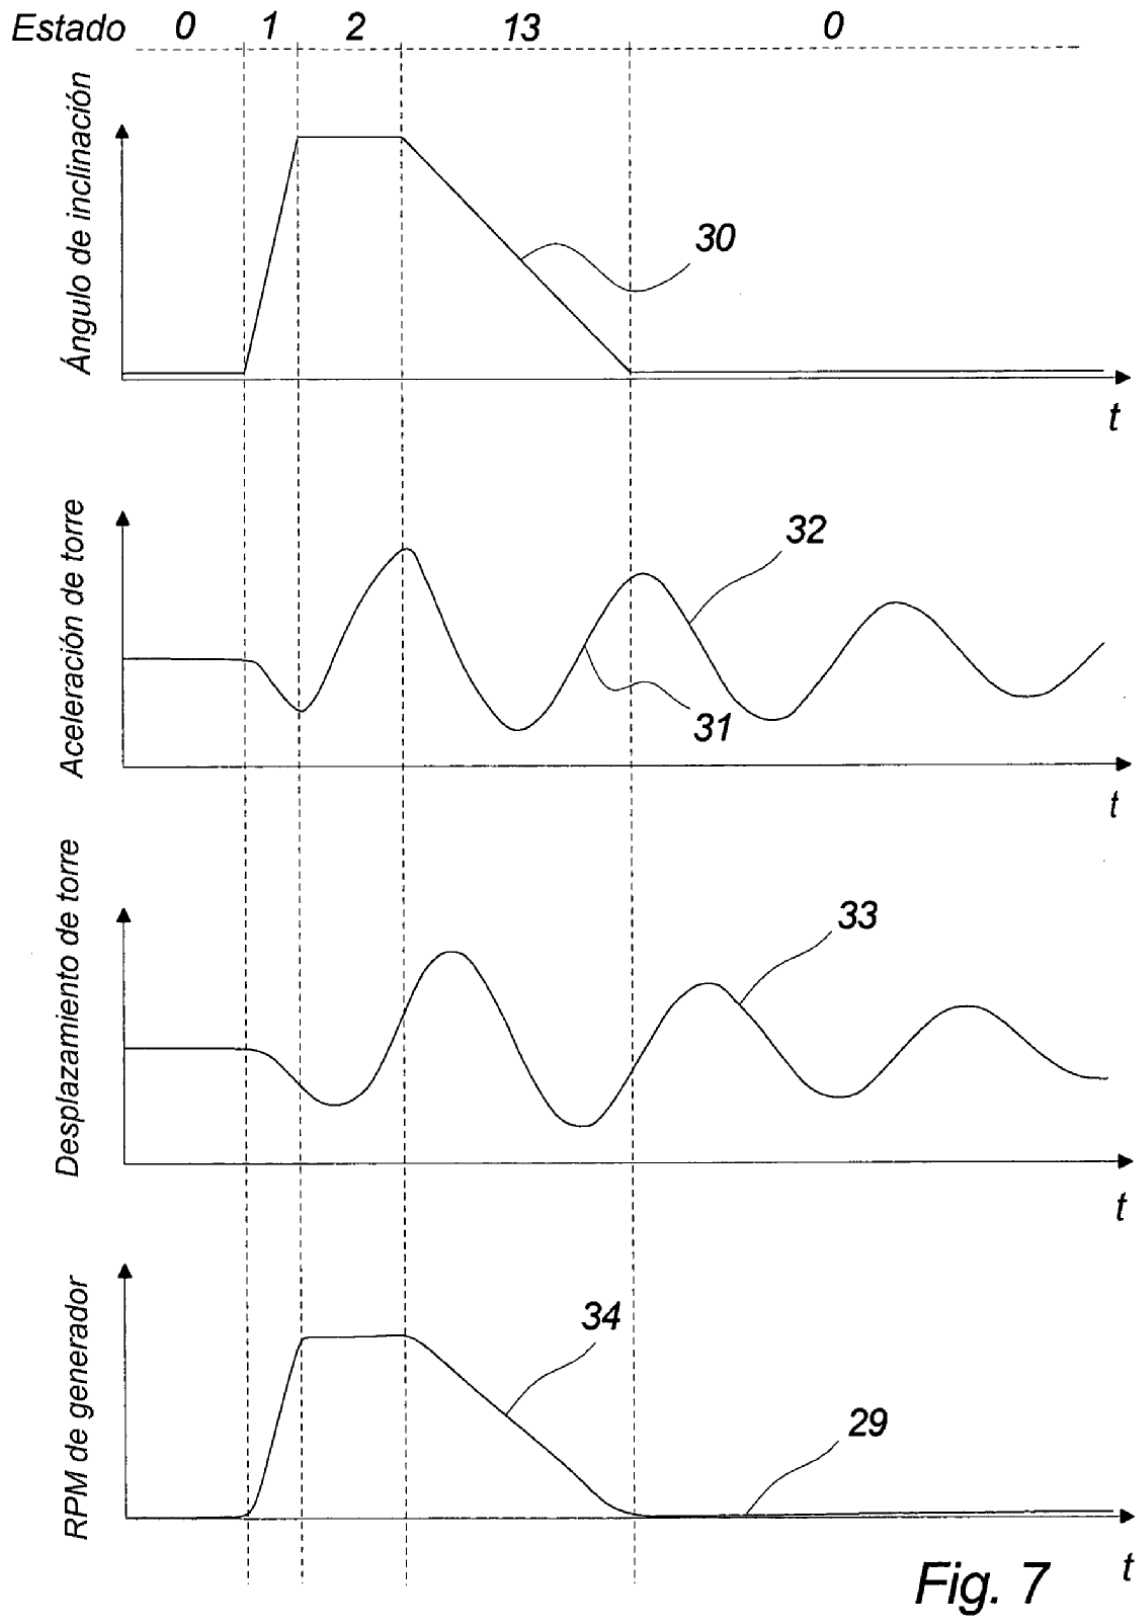 Estado 0 1 2 13 0
Ángulo de inclinación
30
t
Aceleración de torre
32
31
t
Desplazamiento de torre
33
t
RPM de generador
34
29
t
Fig. 7